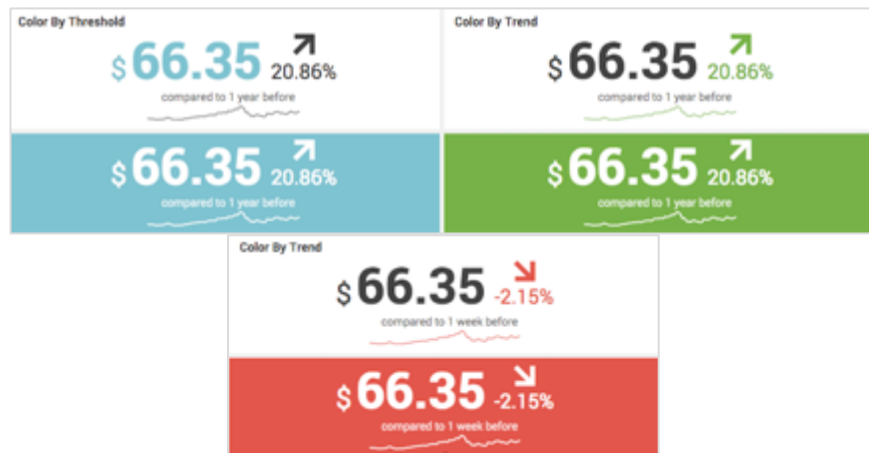 Color By Threshold
$ 66.35 20.86%
compared to 1 year before
$ 66.35 20.86%
compared to 1 year before
Color By Trend
$ 66.35 20.86%
compared to 1 year before
$ 66.35 20.86%
compared to 1 year before
Color By Trend
$ 66.35 -2.15%
compared to 1 week before
$ 66.35 -2.15%
compared to 1 week before